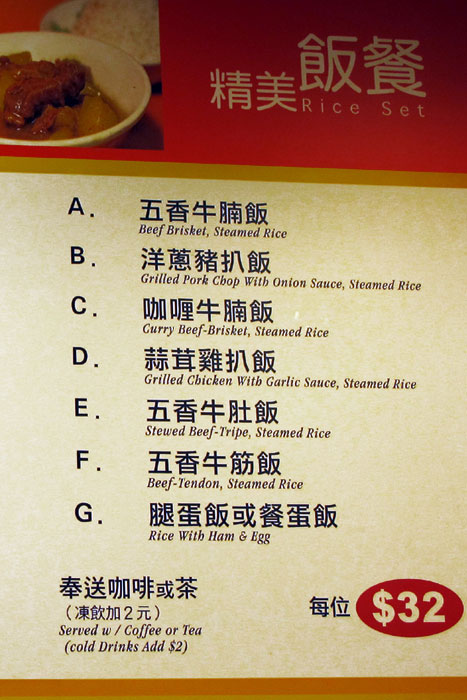 精美飯餐
Rice Set
A. 五香牛腩飯
Beef Brisket, Steamed Rice
B. 洋蔥豬扒飯
Grilled Pork Chop With Onion Sauce, Steamed Rice
C. 咖喱牛腩飯
Curry Beef-Brisket, Steamed Rice
D. 蒜茸雞扒飯
Grilled Chicken With Garlic Sauce, Steamed Rice
E. 五香牛肚飯
Stewed Beef-Tripe, Steamed Rice
F. 五香牛筋飯
Beef-Tendon, Steamed Rice
G. 腿蛋飯或餐蛋飯
Rice With Ham & Egg
奉送咖啡或茶
（凍飲加2元）
Served w / Coffee or Tea
(cold Drinks Add $2)
每位 $32